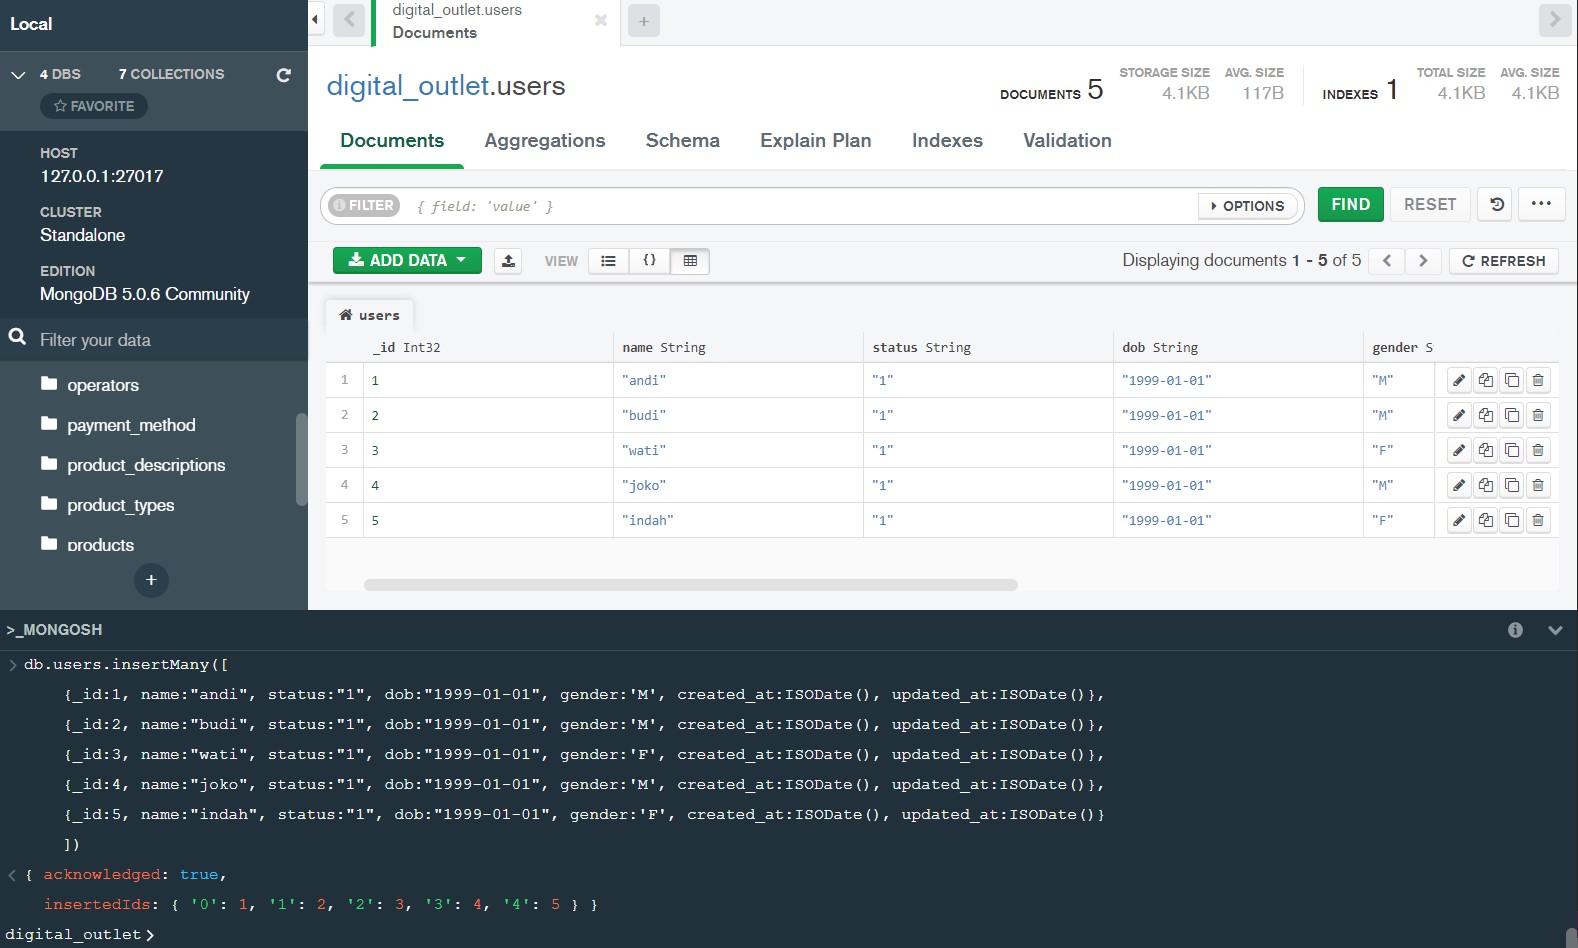 Local
4 DBS 7 COLLECTIONS
FAVORITE
HOST
127.0.0.1:27017
CLUSTER
Standalone
EDITION
MongoDB 5.0.6 Community
Filter your data
operators
payment_method
product_descriptions
product_types
products
+
digital_outlet.users
Documents
+
digital_outlet.users
DOCUMENTS 5
STORAGE SIZE 4.1KB
AVG. SIZE 117B
INDEXES 1
TOTAL SIZE 4.1KB
AVG. SIZE 4.1KB
Documents Aggregations Schema Explain Plan Indexes Validation
FILTER { field: 'value' } OPTIONS FIND RESET ...
ADD DATA VIEW {} Displaying documents 1 - 5 of 5 REFRESH
users
_id Int32 name String status String dob String gender S
1 1 "andi" "1" "1999-01-01" "M"
2 2 "budi" "1" "1999-01-01" "M"
3 3 "wati" "1" "1999-01-01" "F"
4 4 "joko" "1" "1999-01-01" "M"
5 5 "indah" "1" "1999-01-01" "F"
>_MONGOSH
> db.users.insertMany([
{_id:1, name:"andi", status:"1", dob:"1999-01-01", gender:'M', created_at:ISODate(), updated_at:ISODate()},
{_id:2, name:"budi", status:"1", dob:"1999-01-01", gender:'M', created_at:ISODate(), updated_at:ISODate()},
{_id:3, name:"wati", status:"1", dob:"1999-01-01", gender:'F', created_at:ISODate(), updated_at:ISODate()},
{_id:4, name:"joko", status:"1", dob:"1999-01-01", gender:'M', created_at:ISODate(), updated_at:ISODate()},
{_id:5, name:"indah", status:"1", dob:"1999-01-01", gender:'F', created_at:ISODate(), updated_at:ISODate()}
])
< { acknowledged: true,
insertedIds: { '0': 1, '1': 2, '2': 3, '3': 4, '4': 5 } }
digital_outlet>